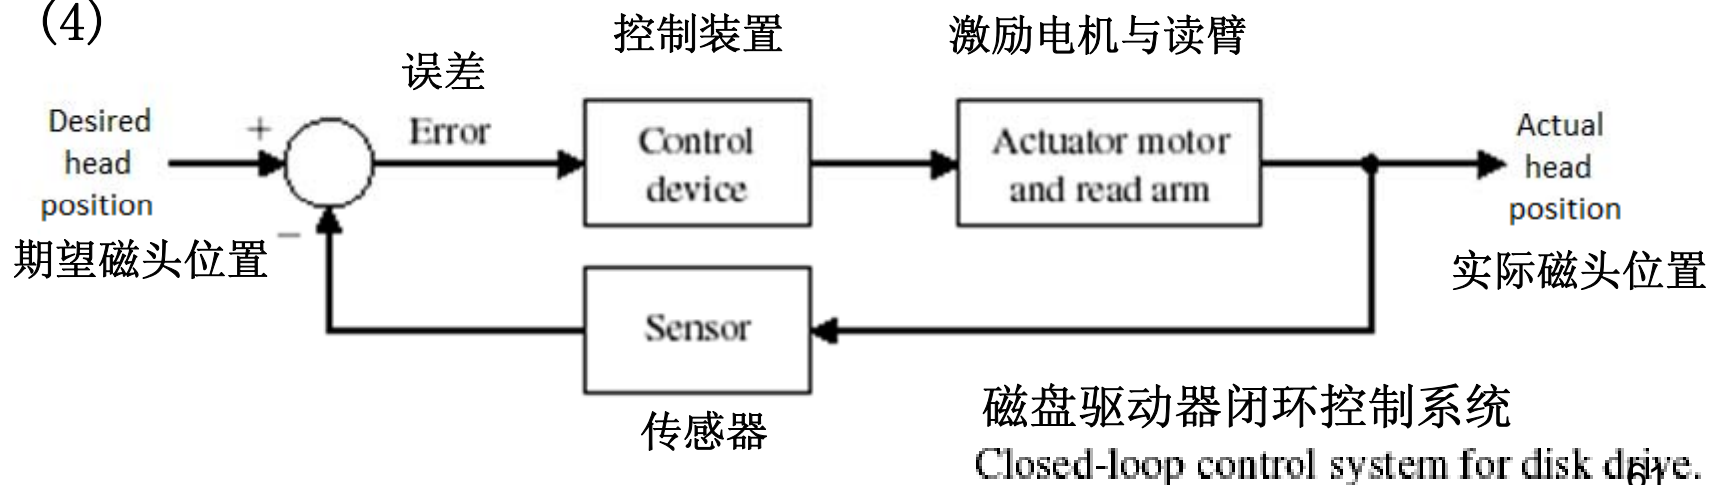 (4)
控制装置
激励电机与读臂
误差
Desired
head
position
+
Error
Control
device
Actuator motor
and read arm
Actual
head
position
−
期望磁头位置
实际磁头位置
Sensor
传感器
磁盘驱动器闭环控制系统
Closed-loop control system for disk drive.
61